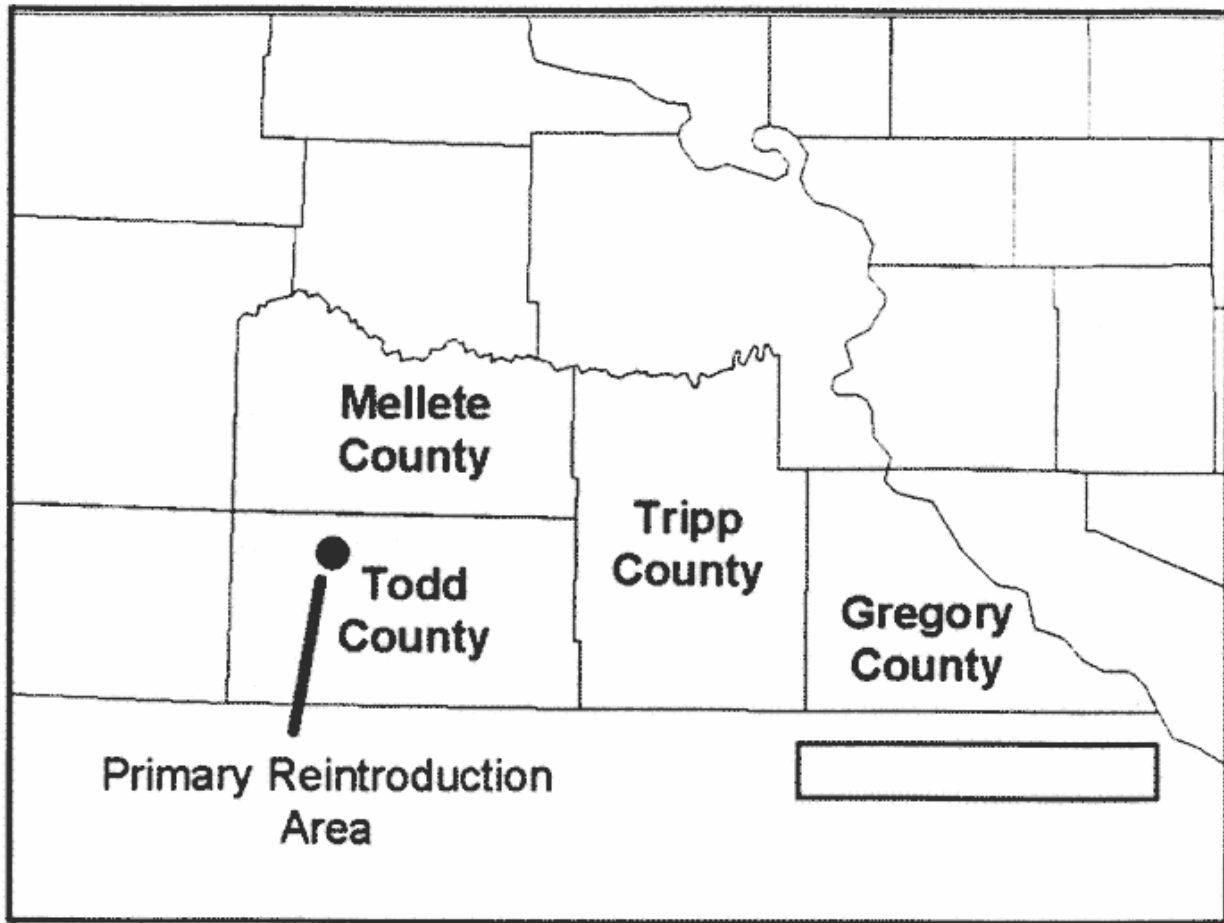 Mellete
County
Todd
County
Tripp
County
Gregory
County
Primary Reintroduction
Area